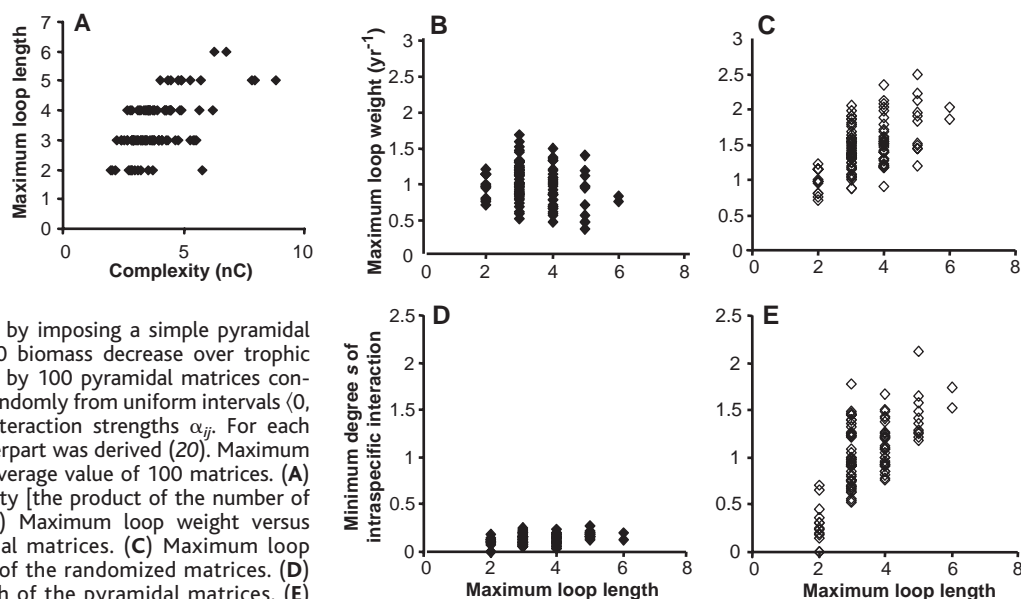 A
Maximum loop length
7
6
5
4
3
2
1
0
0 5 10
Complexity (nC)
B
Maximum loop weight (yr-1)
3
2.5
2
1.5
1
0.5
0
0 2 4 6 8
C
3
2.5
2
1.5
1
0.5
0
0 2 4 6 8
by imposing a simple pyramidal
0 biomass decrease over trophic
by 100 pyramidal matrices con-
ndomly from uniform intervals ⟨0,
teraction strengths αij. For each
erpart was derived (20). Maximum
verage value of 100 matrices. (A)
ty [the product of the number of
) Maximum loop weight versus
al matrices. (C) Maximum loop
of the randomized matrices. (D)
h of the pyramidal matrices. (E)
D
Minimum degree s of
intraspecific interaction
2.5
2
1.5
1
0.5
0
0 2 4 6 8
Maximum loop length
E
2.5
2
1.5
1
0.5
0
0 2 4 6 8
Maximum loop length